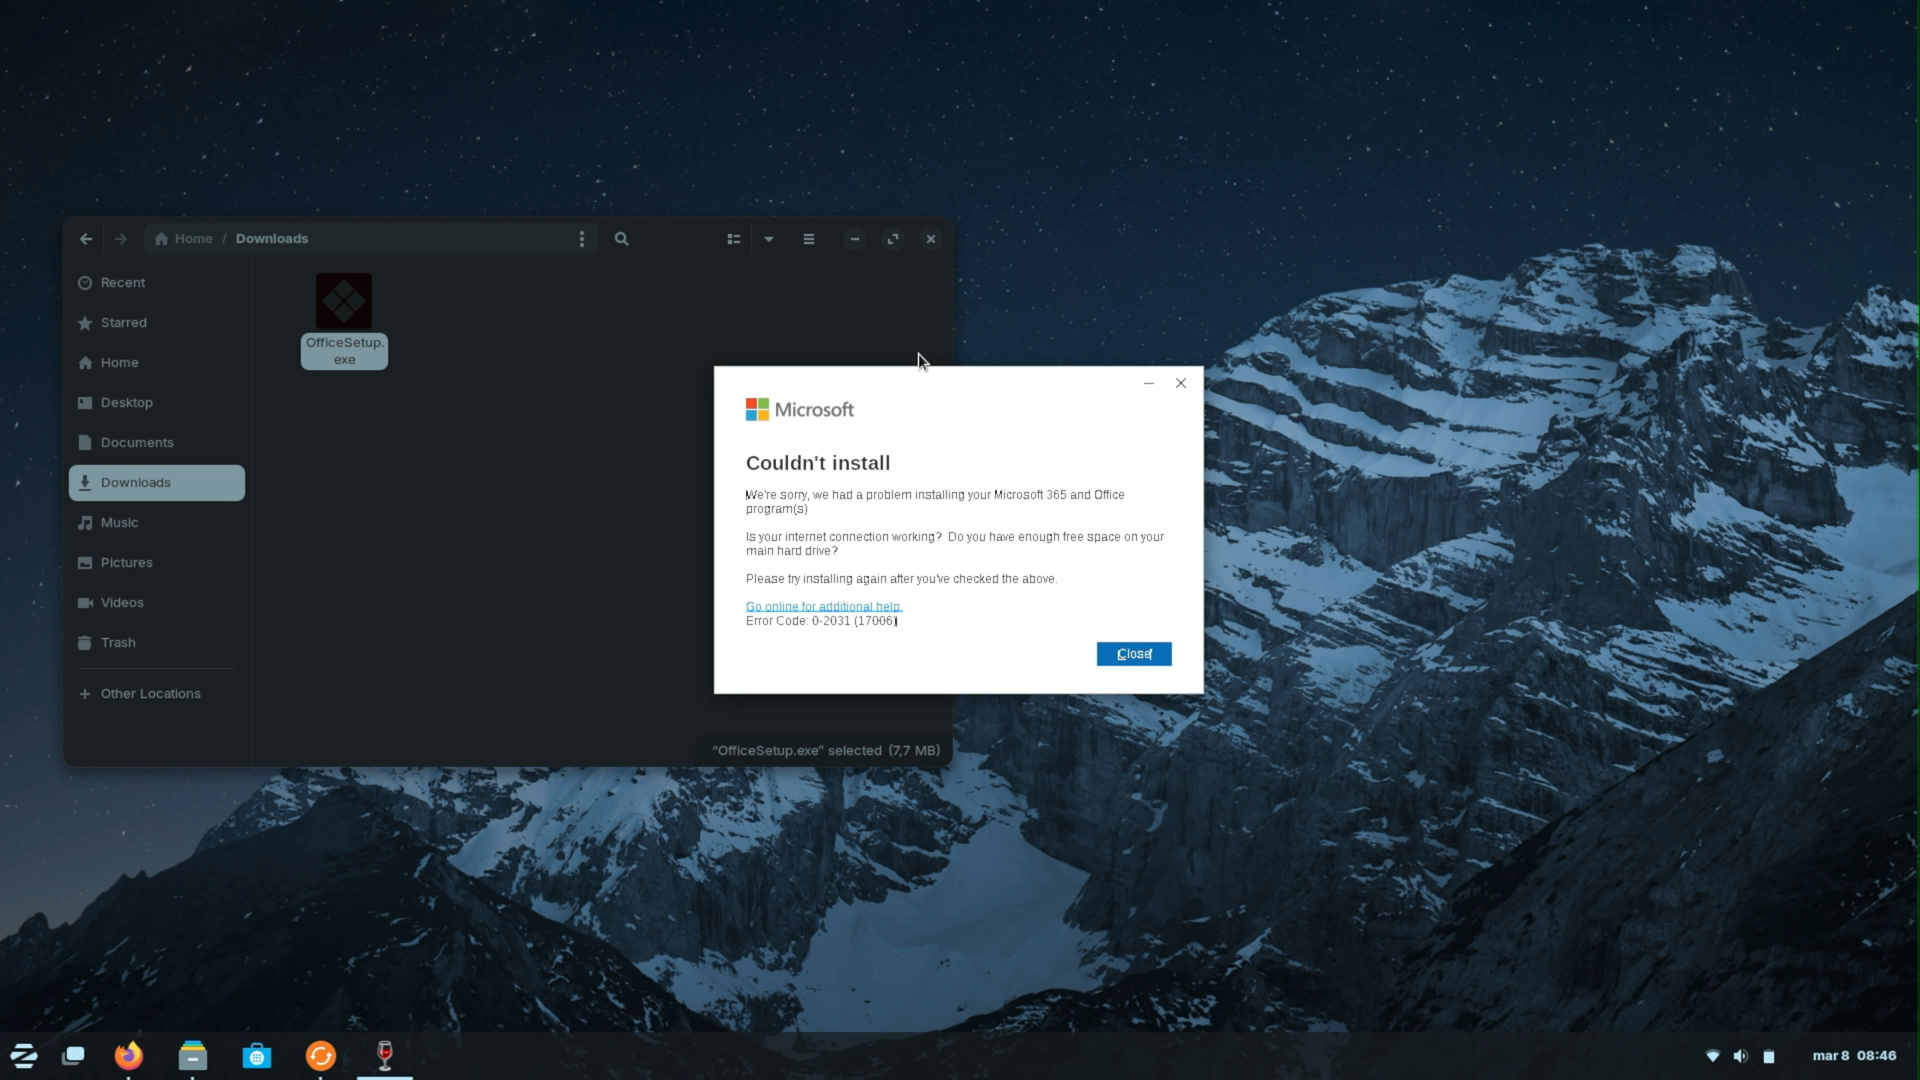 Home / Downloads
Recent
Starred
Home
Desktop
Documents
Downloads
Music
Pictures
Videos
Trash
Other Locations
OfficeSetup.
exe
"OfficeSetup.exe" selected (7,7 MB)
Microsoft
Couldn't install
We're sorry, we had a problem installing your Microsoft 365 and Office
program(s)
Is your internet connection working? Do you have enough free space on your
main hard drive?
Please try installing again after you've checked the above.
Go online for additional help.
Error Code: 0-2031 (17006)
Close
mar 8 08:46